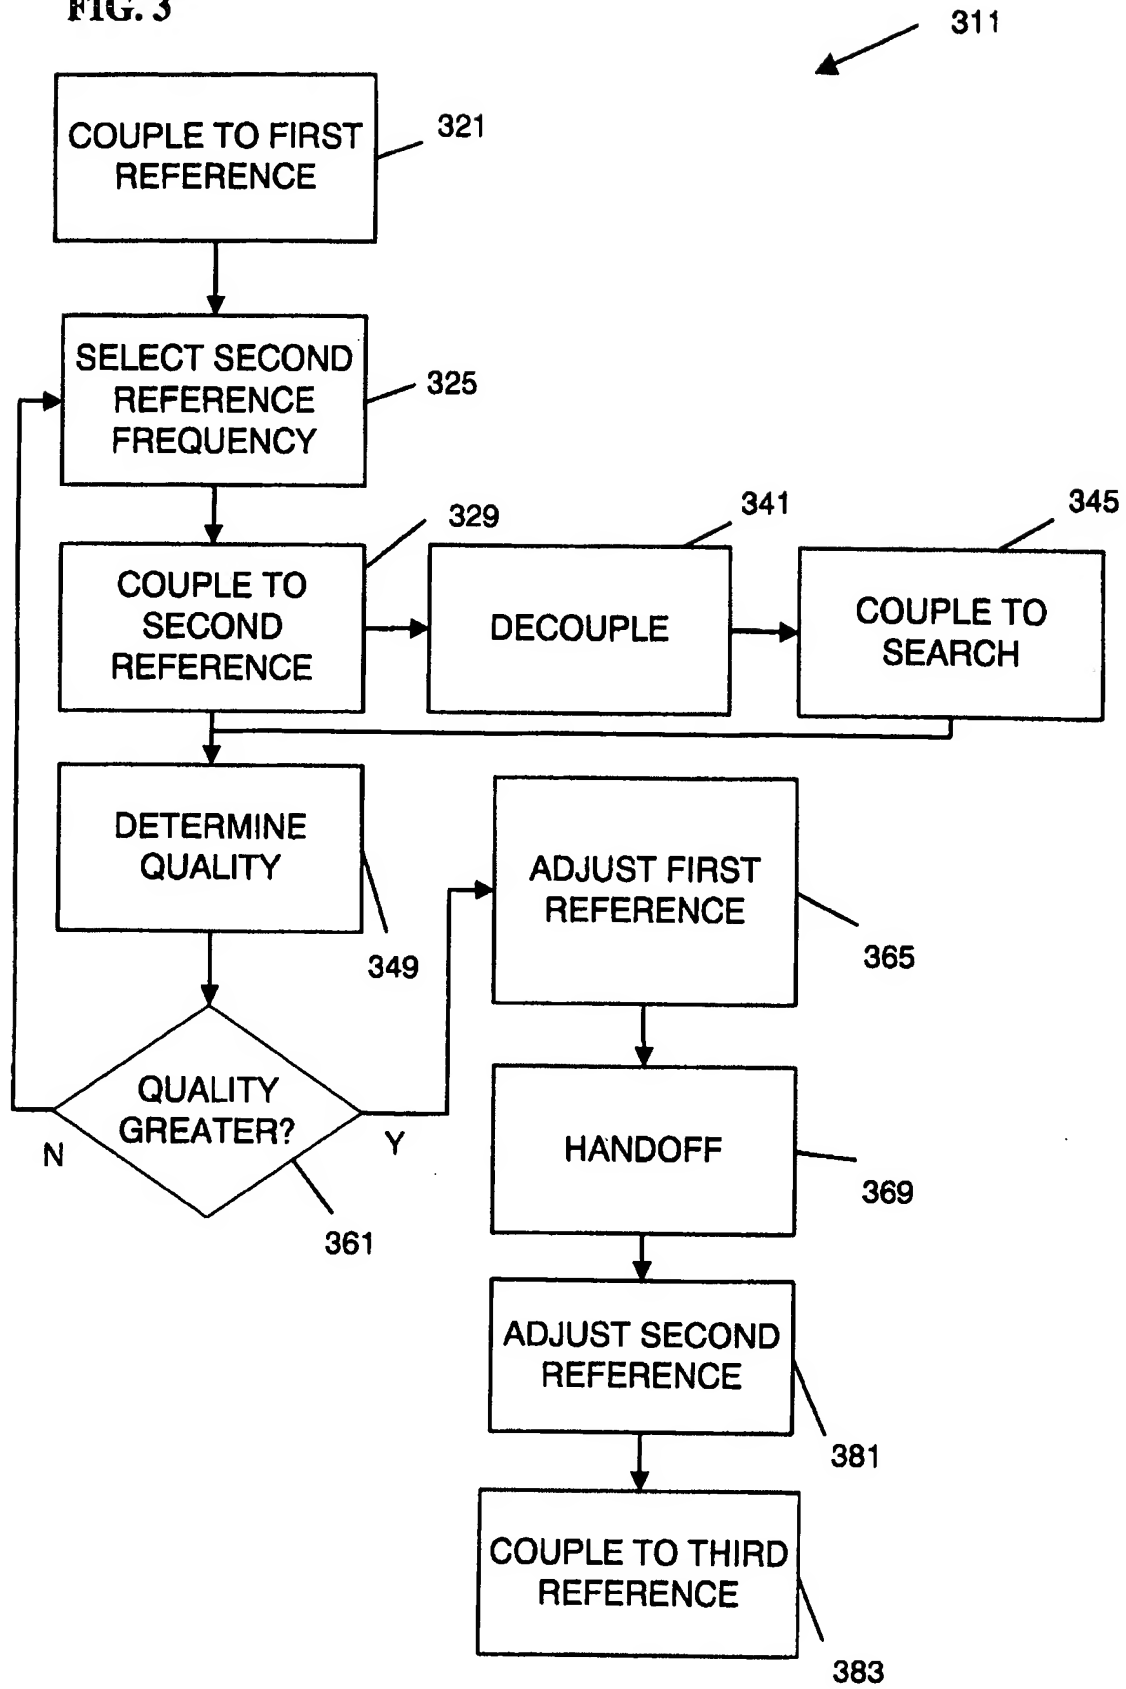 FIG. 3
311
COUPLE TO FIRST
REFERENCE
321
SELECT SECOND
REFERENCE
FREQUENCY
325
COUPLE TO
SECOND
REFERENCE
329
DECOUPLE
341
COUPLE TO
SEARCH
345
DETERMINE
QUALITY
349
QUALITY
GREATER?
N
Y
361
ADJUST FIRST
REFERENCE
365
HANDOFF
369
ADJUST SECOND
REFERENCE
381
COUPLE TO THIRD
REFERENCE
383